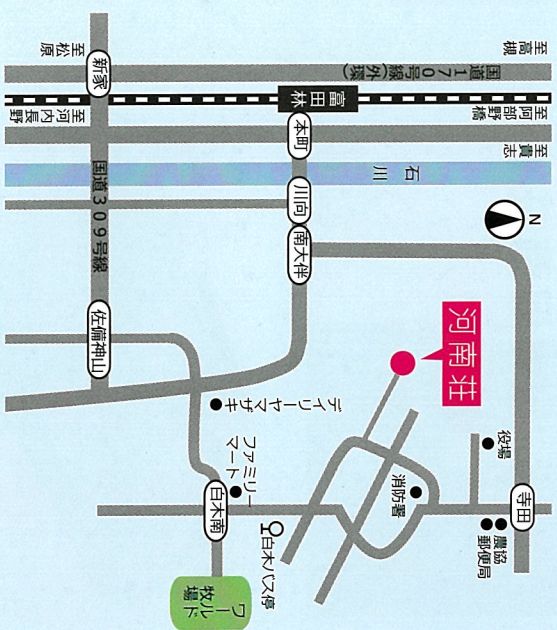 至高槻
国道170号線(外環)
至松原
新家
至阿部野橋
富田林
至河内長野
至貴志
本町
石川
川向
国道309号線
N
南大伴
佐備神山
河南荘
デイリーヤマザキ
役場
ファミリー
マート
消防署
寺田
白木南
農協
郵便局
白木バス停
ワールド
牧場